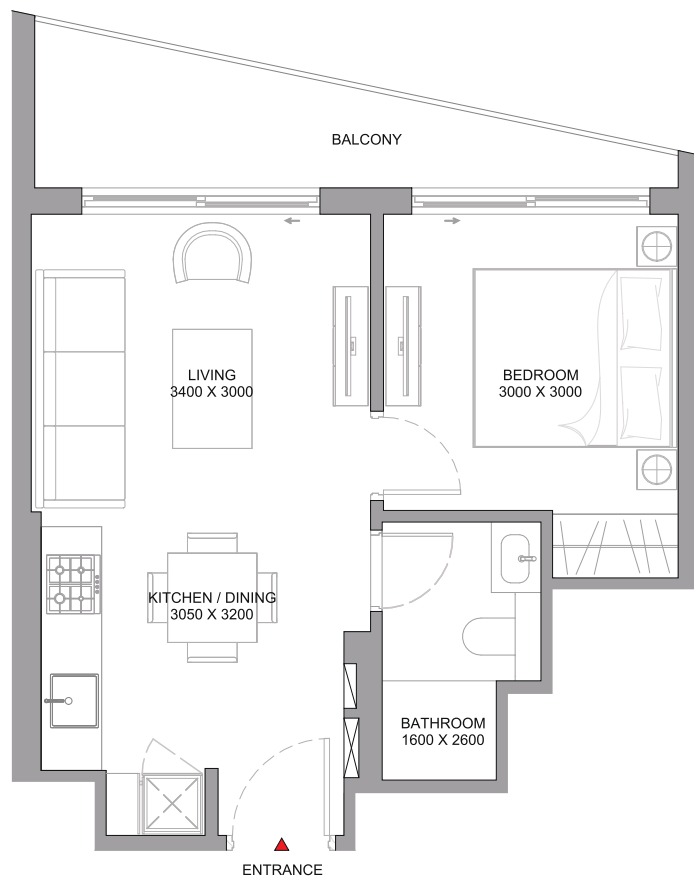 BALCONY
LIVING
3400 X 3000
BEDROOM
3000 X 3000
KITCHEN / DINING
3050 X 3200
BATHROOM
1600 X 2600
ENTRANCE